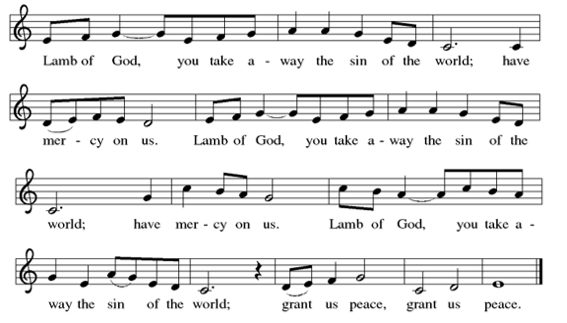 Lamb of God, you take a - way the sin of the world; have
mer - cy on us. Lamb of God, you take a - way the sin of the
world; have mer - cy on us. Lamb of God, you take a -
way the sin of the world; grant us peace, grant us peace.